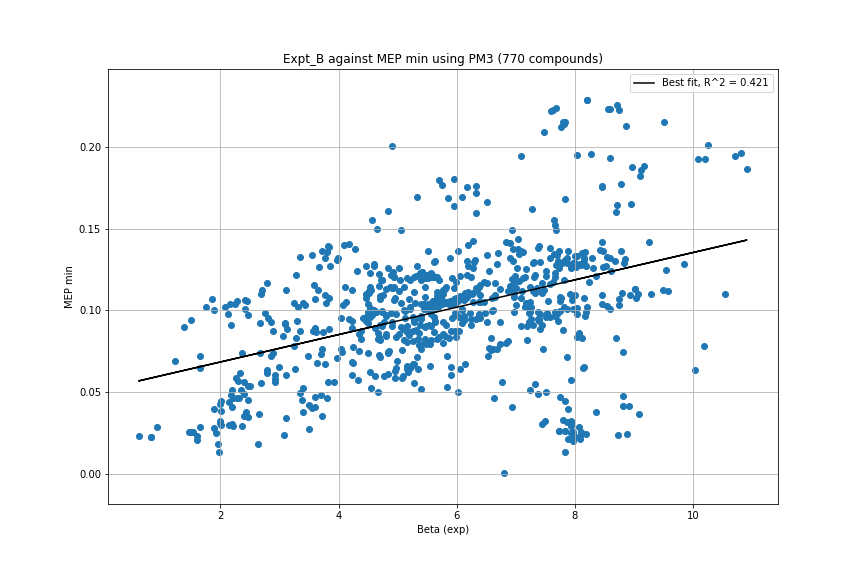 Expt_B against MEP min using PM3 (770 compounds)
Best fit, R^2 = 0.421
0.20
0.15
0.10
0.05
0.00
MEP min
2 4 6 8 10
Beta (exp)